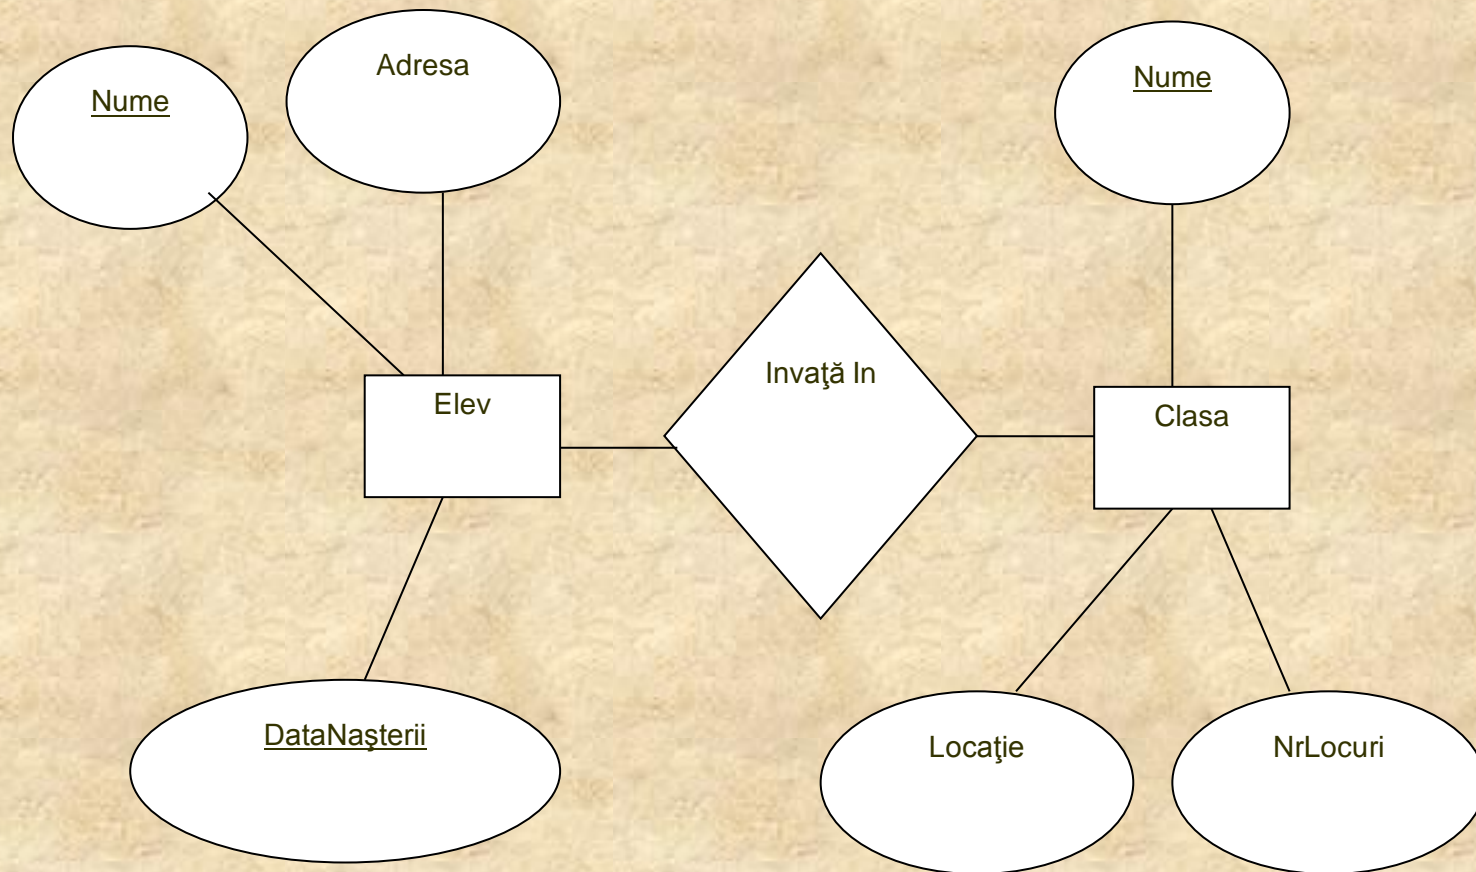 Nume
Adresa
Nume
Invaţă In
Elev
Clasa
DataNaşterii
Locaţie
NrLocuri